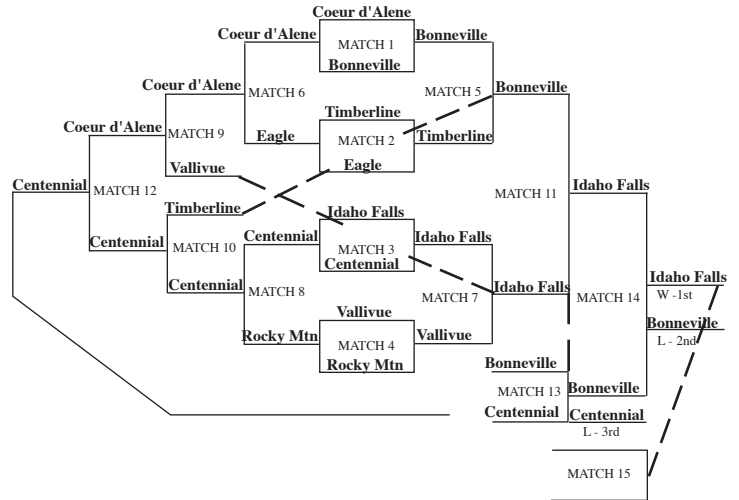 Coeur d'Alene
Coeur d'Alene
MATCH 1
Bonneville
Bonneville
Coeur d'Alene
MATCH 6
MATCH 5
Bonneville
Timberline
Coeur d'Alene
MATCH 9
Eagle
MATCH 2
Timberline
Vallivue
Eagle
Centennial
MATCH 12
MATCH 11
Idaho Falls
Timberline
Idaho Falls
Centennial
MATCH 10
Centennial
MATCH 3
Idaho Falls
Centennial
Idaho Falls
Centennial
MATCH 8
Idaho Falls
W -1st
MATCH 7
MATCH 14
Vallivue
Bonneville
L - 2nd
Rocky Mtn
MATCH 4
Vallivue
Rocky Mtn
Bonneville
MATCH 13
Bonneville
Centennial
Centennial
L - 3rd
MATCH 15